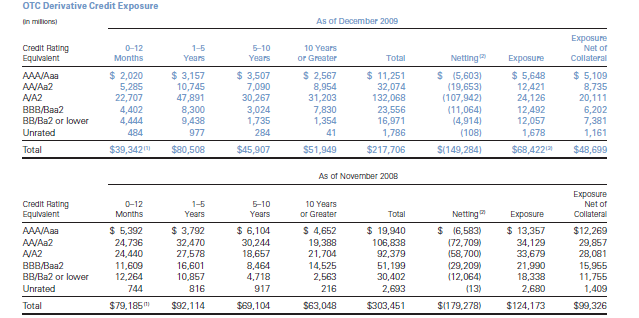 OTC Derivative Credit Exposure
(in millions) As of December 2009
Exposure
Credit Rating 0–12 1–5 5–10 10 Years Net of
Equivalent Months Years Years or Greater Total Netting(2) Exposure Collateral
AAA/Aaa $ 2,020 $ 3,157 $ 3,507 $ 2,567 $ 11,251 $ (5,603) $ 5,648 $ 5,109
AA/Aa2 5,285 10,745 7,090 8,954 32,074 (19,653) 12,421 8,735
A/A2 22,707 47,891 30,267 31,203 132,068 (107,942) 24,126 20,111
BBB/Baa2 4,402 8,300 3,024 7,830 23,556 (11,064) 12,492 6,202
BB/Ba2 or lower 4,444 9,438 1,735 1,354 16,971 (4,914) 12,057 7,381
Unrated 484 977 284 41 1,786 (108) 1,678 1,161
Total $39,342(1) $80,508 $45,907 $51,949 $217,706 $(149,284) $68,422(3) $48,699
As of November 2008
Exposure
Credit Rating 0–12 1–5 5–10 10 Years Net of
Equivalent Months Years Years or Greater Total Netting(2) Exposure Collateral
AAA/Aaa $ 5,392 $ 3,792 $ 6,104 $ 4,652 $ 19,940 $ (6,583) $ 13,357 $12,269
AA/Aa2 24,736 32,470 30,244 19,388 106,838 (72,709) 34,129 29,857
A/A2 24,440 27,578 18,657 21,704 92,379 (58,700) 33,679 28,081
BBB/Baa2 11,609 16,601 8,464 14,525 51,199 (29,209) 21,990 15,955
BB/Ba2 or lower 12,264 10,857 4,718 2,563 30,402 (12,064) 18,338 11,755
Unrated 744 816 917 216 2,693 (13) 2,680 1,409
Total $79,185(1) $92,114 $69,104 $63,048 $303,451 $(179,278) $124,173 $99,326